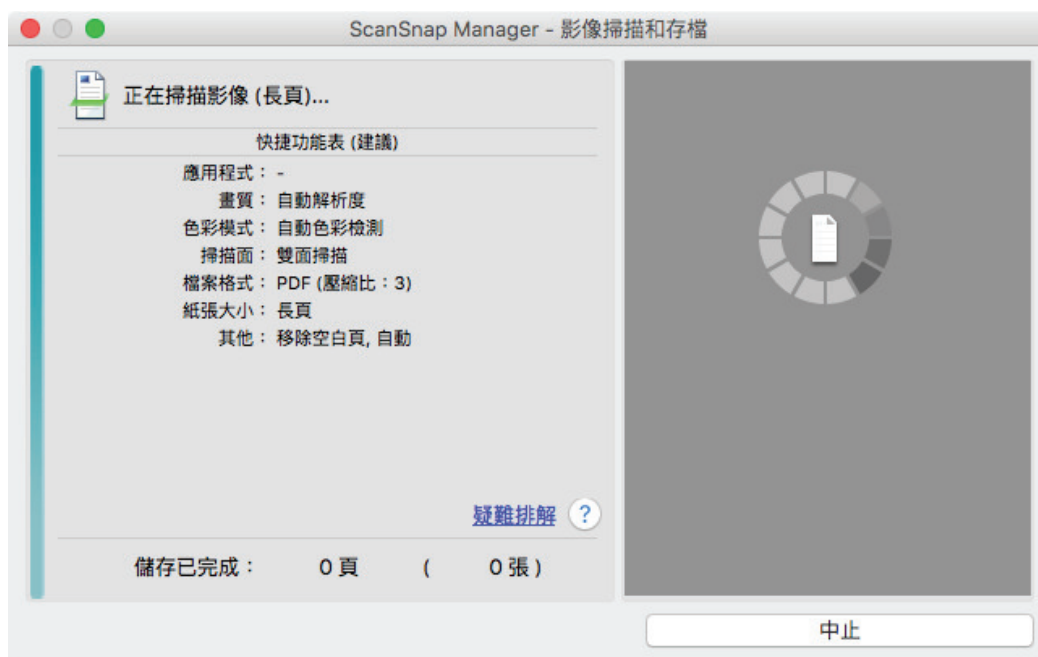 ScanSnap Manager - 影像掃描和存檔
正在掃描影像 (長頁)...
快捷功能表 (建議)
應用程式： -
畫質： 自動解析度
色彩模式： 自動色彩檢測
掃描面： 雙面掃描
檔案格式： PDF (壓縮比：3)
紙張大小： 長頁
其他： 移除空白頁, 自動
疑難排解 ?
儲存已完成： 0 頁 ( 0 張 )
中止